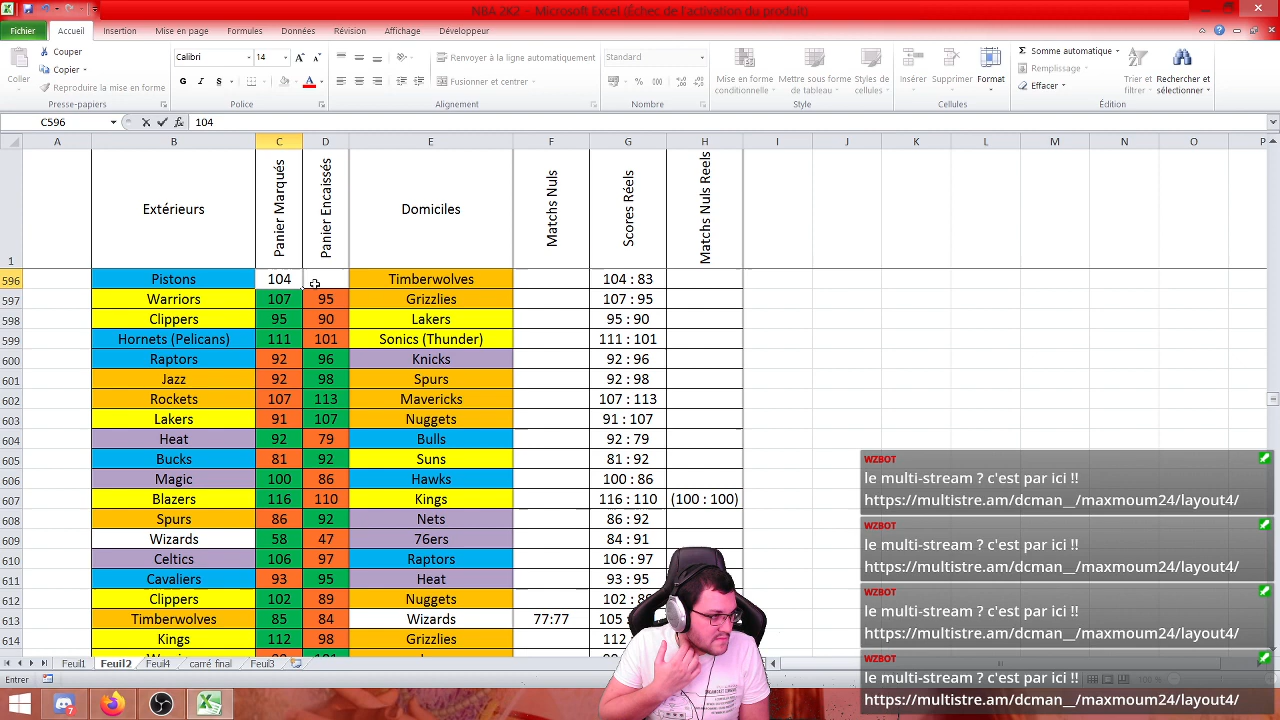 NBA 2K2 - Microsoft Excel (Échec de l'activation du produit)
Fichier Accueil Insertion Mise en page Formules Données Révision Affichage Développeur
Coller
Couper
Copier
Reproduire la mise en forme
Presse-papiers
Calibri 14
G I S
Police
Renvoyer à la ligne automatiquement
Fusionner et centrer
Alignement
Standard
% 000
Nombre
Mise en forme conditionnelle
Mettre sous forme de tableau
Styles de cellules
Style
Insérer Supprimer Format
Cellules
Somme automatique
Remplissage
Effacer
Trier et filtrer
Rechercher et sélectionner
Édition
C596 fx 104
A B C D E F G H I J K L M N O P
1 Extérieurs Panier Marqués Panier Encaissés Domiciles Matchs Nuls Scores Réels Matchs Nuls Reels
596 Pistons 104 Timberwolves 104 : 83
597 Warriors 107 95 Grizzlies 107 : 95
598 Clippers 95 90 Lakers 95 : 90
599 Hornets (Pelicans) 111 101 Sonics (Thunder) 111 : 101
600 Raptors 92 96 Knicks 92 : 96
601 Jazz 92 98 Spurs 92 : 98
602 Rockets 107 113 Mavericks 107 : 113
603 Lakers 91 107 Nuggets 91 : 107
604 Heat 92 79 Bulls 92 : 79
605 Bucks 81 92 Suns 81 : 92
606 Magic 100 86 Hawks 100 : 86
607 Blazers 116 110 Kings 116 : 110 (100 : 100)
608 Spurs 86 92 Nets 86 : 92
609 Wizards 58 47 76ers 84 : 91
610 Celtics 106 97 Raptors 106 : 97
611 Cavaliers 93 95 Heat 93 : 95
612 Clippers 102 89 Nuggets 102 :
613 Timberwolves 85 84 Wizards 77:77 105
614 Kings 112 98 Grizzlies 112
WZBOT
le multi-stream ? c'est par ici !!
https://multistre.am/dcman__/maxmoum24/layout4/
WZBOT
le multi-stream ? c'est par ici !!
https://multistre.am/dcman__/maxmoum24/layout4/
WZBOT
le multi-stream ? c'est par ici !!
https://multistre.am/dcman__/maxmoum24/layout4/
WZBOT
le multi-stream ? c'est par ici !!
https://multistre.am/dcman__/maxmoum24/layout4/
Feuil1 Feuil2 Feuil4 carré final Feuil3
Entrer 100 %